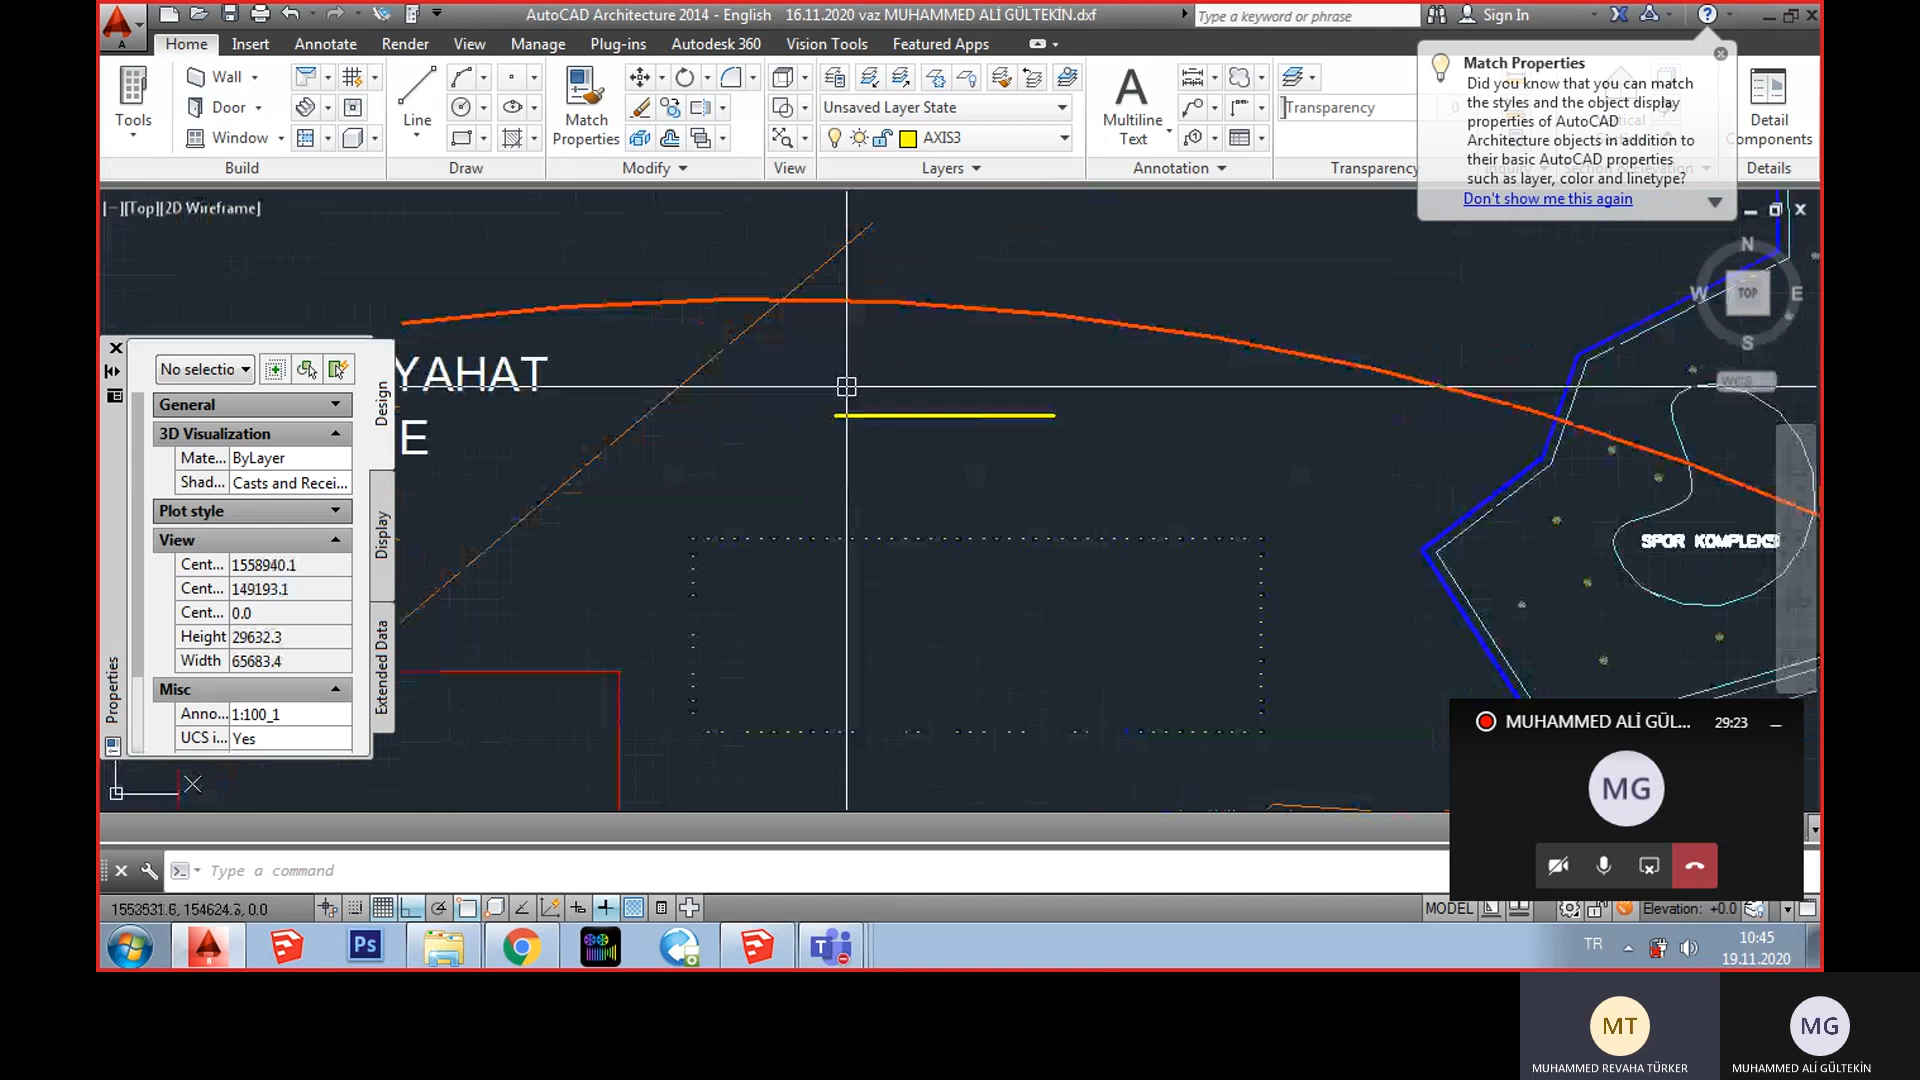 AutoCAD Architecture 2014 - English 16.11.2020 vaz MUHAMMED ALİ GÜLTEKİN.dxf
Type a keyword or phrase
Sign In
Home Insert Annotate Render View Manage Plug-ins Autodesk 360 Vision Tools Featured Apps
Tools
Wall
Door
Window
Build
Line
Draw
Match
Properties
Modify
View
Unsaved Layer State
AXIS3
Layers
A
Multiline
Text
Annotation
Transparency
Transparency
Match Properties
Did you know that you can match
the styles and the object display
properties of AutoCAD
Architecture objects in addition to
their basic AutoCAD properties
such as layer, color and linetype?
Don't show me this again
Detail
Components
Details
[−][Top][2D Wireframe]
N
W TOP E
S
WCS
YAHAT
E
SPOR KOMPLEKSİ
No selectio
General
3D Visualization
Mate... ByLayer
Shad... Casts and Recei...
Plot style
View
Cent... 1558940.1
Cent... 149193.1
Cent... 0.0
Height 29632.3
Width 65683.4
Misc
Anno... 1:100_1
UCS i... Yes
Design
Display
Extended Data
Properties
MUHAMMED ALİ GÜL... 29:23
MG
Type a command
1553531.6, 154624.3, 0.0
MODEL
Elevation: +0.0
Ps
TR
10:45
19.11.2020
MT
MUHAMMED REVAHA TÜRKER
MG
MUHAMMED ALİ GÜLTEKİN